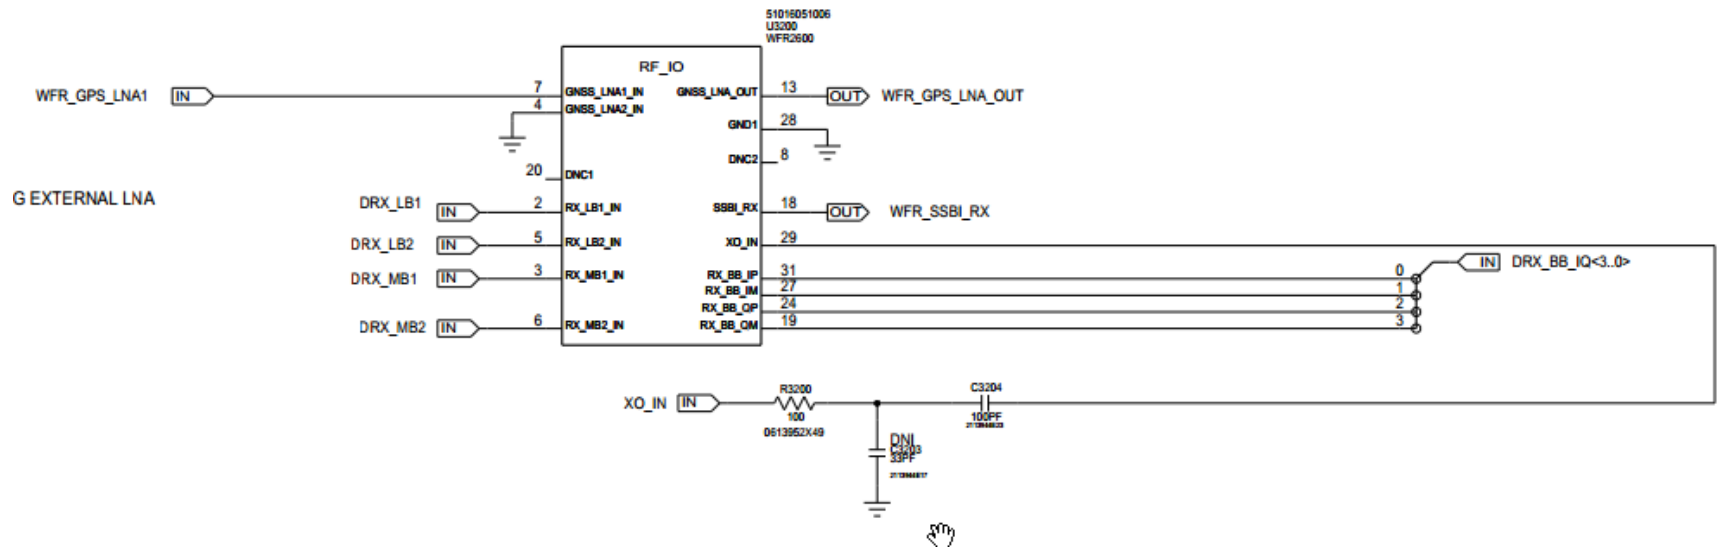 51016051006
U3200
WFR2600
RF_IO
WFR_GPS_LNA1 IN 7 GNSS_LNA1_IN GNSS_LNA_OUT 13 OUT WFR_GPS_LNA_OUT
4 GNSS_LNA2_IN
GND1 28
DNC2 8
20 DNC1
G EXTERNAL LNA
DRX_LB1 IN 2 RX_LB1_IN SSBI_RX 18 OUT WFR_SSBI_RX
DRX_LB2 IN 5 RX_LB2_IN XO_IN 29
IN DRX_BB_IQ<3..0>
DRX_MB1 IN 3 RX_MB1_IN RX_BB_IP 31 0
RX_BB_IM 27 1
RX_BB_QP 24 2
DRX_MB2 IN 6 RX_MB2_IN RX_BB_QM 19 3
XO_IN IN R3200 C3204
100 100PF
0613952X49
DNI
C3203
33PF